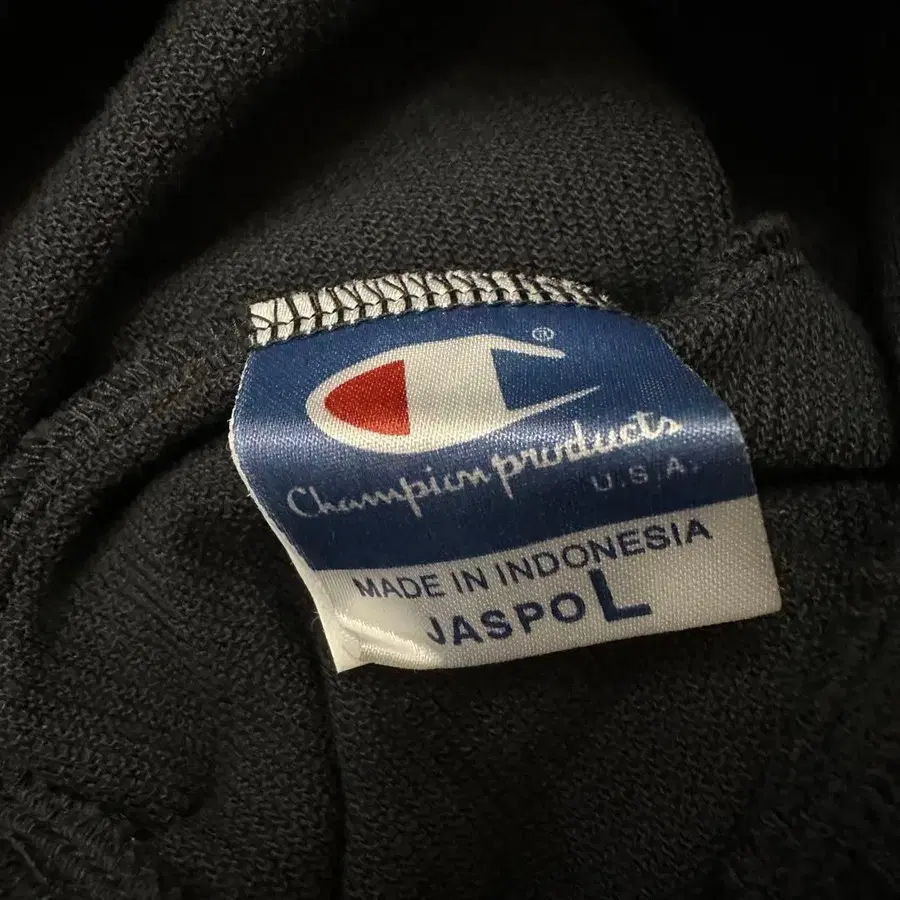 ®
Champion products
U.S.A.
MADE IN INDONESIA
JASPO L